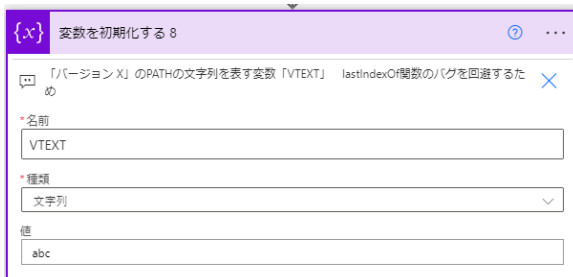 {x} 変数を初期化する 8
「バージョン X」のPATHの文字列を表す変数「VTEXT」　lastIndexOf関数のバグを回避するた
め
*名前
VTEXT
*種類
文字列
値
abc